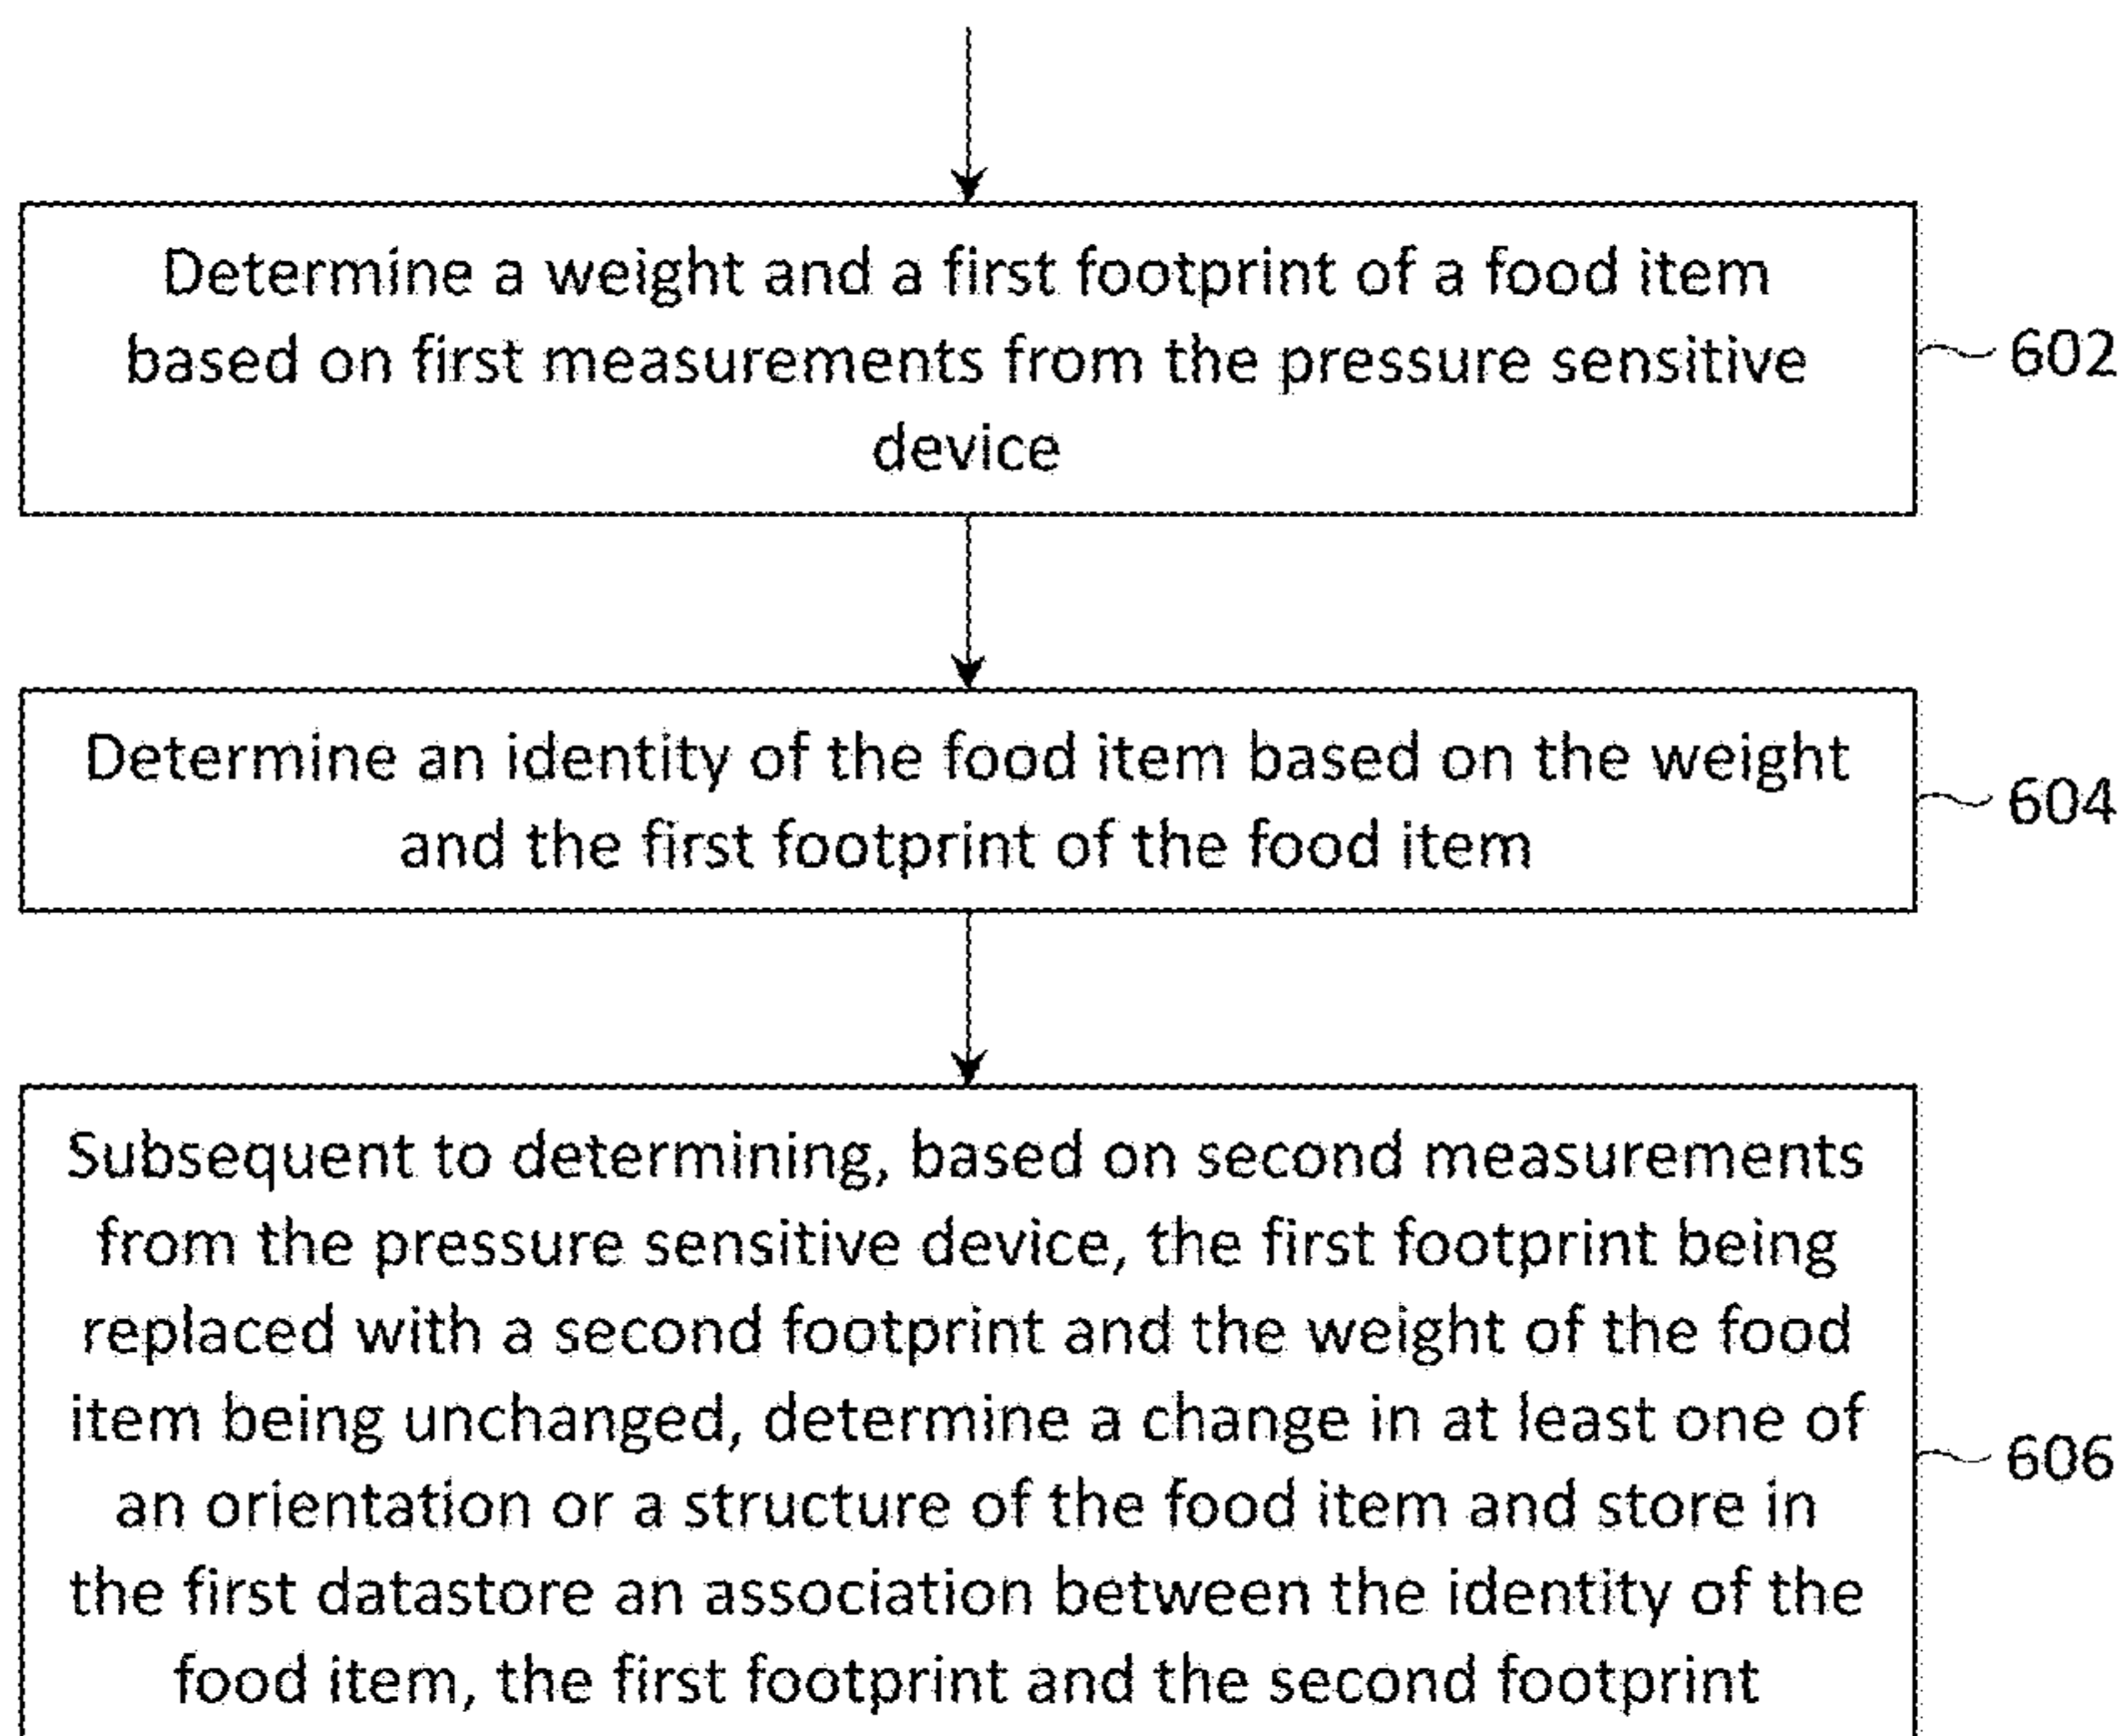 Determine a weight and a first footprint of a food item
based on first measurements from the pressure sensitive
device
602
Determine an identity of the food item based on the weight
and the first footprint of the food item
604
Subsequent to determining, based on second measurements
from the pressure sensitive device, the first footprint being
replaced with a second footprint and the weight of the food
item being unchanged, determine a change in at least one of
an orientation or a structure of the food item and store in
the first datastore an association between the identity of the
food item, the first footprint and the second footprint
606